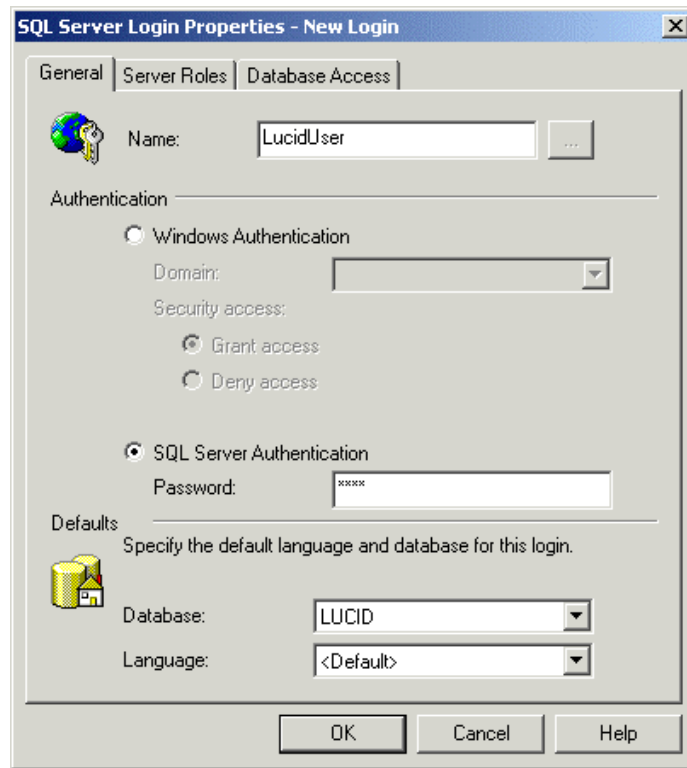 SQL Server Login Properties - New Login
General Server Roles Database Access
Name: LucidUser ...
Authentication
Windows Authentication
Domain:
Security access:
Grant access
Deny access
SQL Server Authentication
Password: ****
Defaults
Specify the default language and database for this login.
Database: LUCID
Language: <Default>
OK Cancel Help